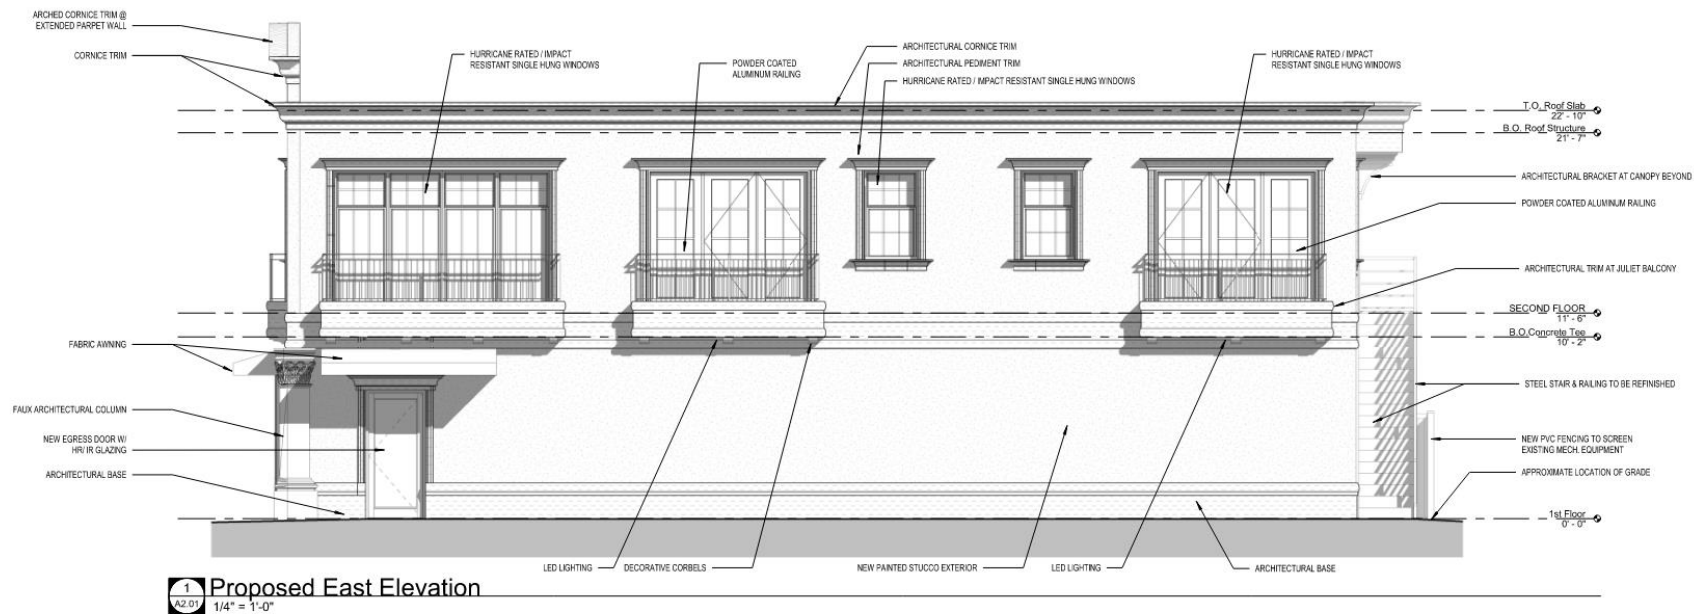 ARCHED CORNICE TRIM @
EXTENDED PARPET WALL
CORNICE TRIM
HURRICANE RATED / IMPACT
RESISTANT SINGLE HUNG WINDOWS
POWDER COATED
ALUMINUM RAILING
ARCHITECTURAL CORNICE TRIM
ARCHITECTURAL PEDIMENT TRIM
HURRICANE RATED / IMPACT RESISTANT SINGLE HUNG WINDOWS
HURRICANE RATED / IMPACT
RESISTANT SINGLE HUNG WINDOWS
T.O. Roof Slab
22' - 10"
B.O. Roof Structure
21' - 7"
ARCHITECTURAL BRACKET AT CANOPY BEYOND
POWDER COATED ALUMINUM RAILING
ARCHITECTURAL TRIM AT JULIET BALCONY
SECOND FLOOR
11' - 6"
B.O.Concrete Tee
10' - 2"
FABRIC AWNING
STEEL STAIR & RAILING TO BE REFINISHED
FAUX ARCHITECTURAL COLUMN
NEW EGRESS DOOR W/
HR/ IR GLAZING
NEW PVC FENCING TO SCREEN
EXISTING MECH. EQUIPMENT
ARCHITECTURAL BASE
APPROXIMATE LOCATION OF GRADE
1st Floor
0' - 0"
LED LIGHTING
DECORATIVE CORBELS
NEW PAINTED STUCCO EXTERIOR
LED LIGHTING
ARCHITECTURAL BASE
1
A2.01
Proposed East Elevation
1/4" = 1'-0"